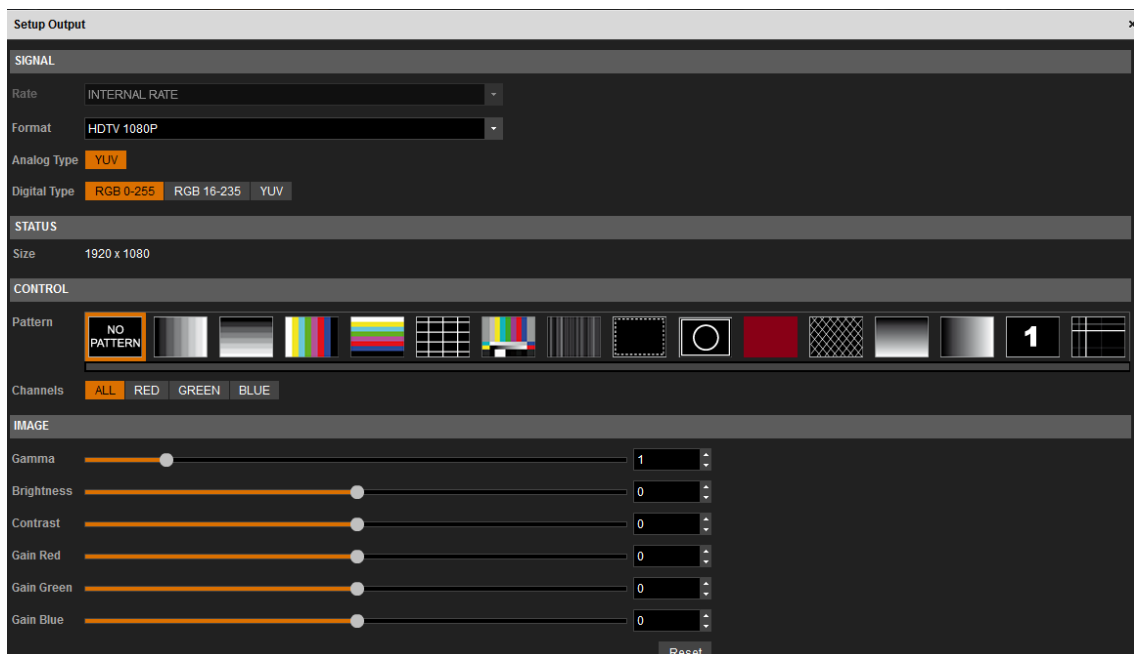 Setup Output ×
SIGNAL
Rate INTERNAL RATE
Format HDTV 1080P
Analog Type YUV
Digital Type RGB 0-255 RGB 16-235 YUV
STATUS
Size 1920 x 1080
CONTROL
Pattern NO PATTERN 1
Channels ALL RED GREEN BLUE
IMAGE
Gamma 1
Brightness 0
Contrast 0
Gain Red 0
Gain Green 0
Gain Blue 0
Reset